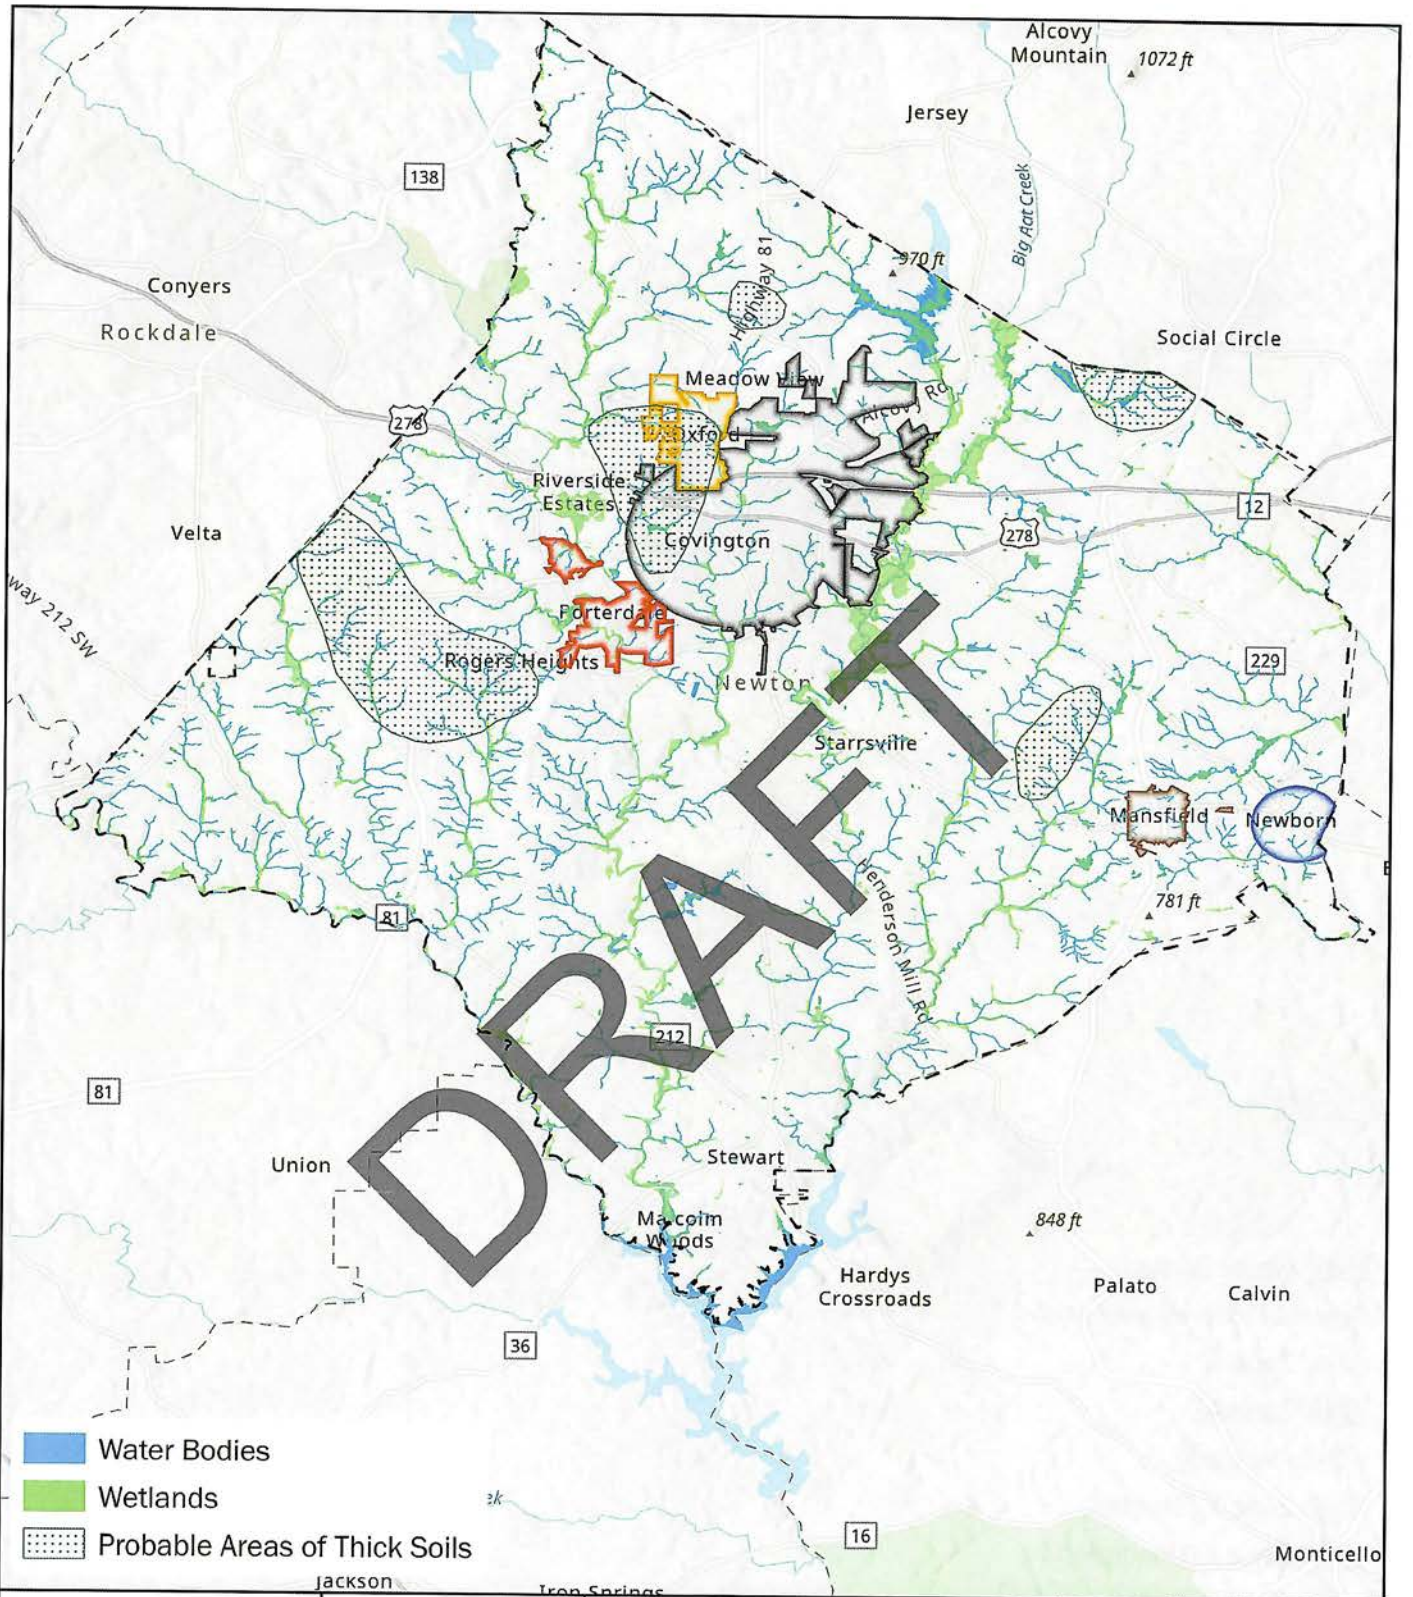 Alcovy
Mountain
1072 ft
Jersey
138
Big Aat Creek
Highway 81
970 ft
Conyers
Rockdale
Social Circle
Meadow View
Alcovy Rd
278
Oxford
Riverside
Estates
12
Velta
Covington
278
way 212 SW
Porterdale
Rogers Heights
229
Newton
Starrsville
Mansfield
Newborn
Henderson Mill Rd
781 ft
81
DRAFT
212
81
Union
Stewart
Malcolm
Woods
848 ft
Hardys
Crossroads
Palato
Calvin
36
Water Bodies
Wetlands
ek
Probable Areas of Thick Soils
16
Monticello
Jackson
Iron Springs